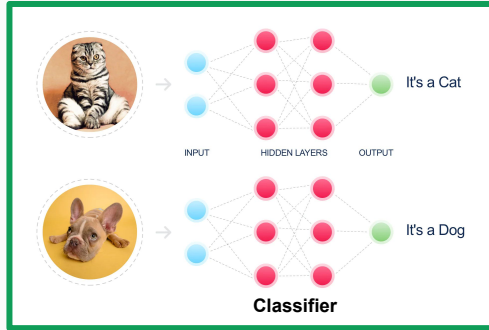 It's a Cat
INPUT
HIDDEN LAYERS
OUTPUT
It's a Dog
Classifier